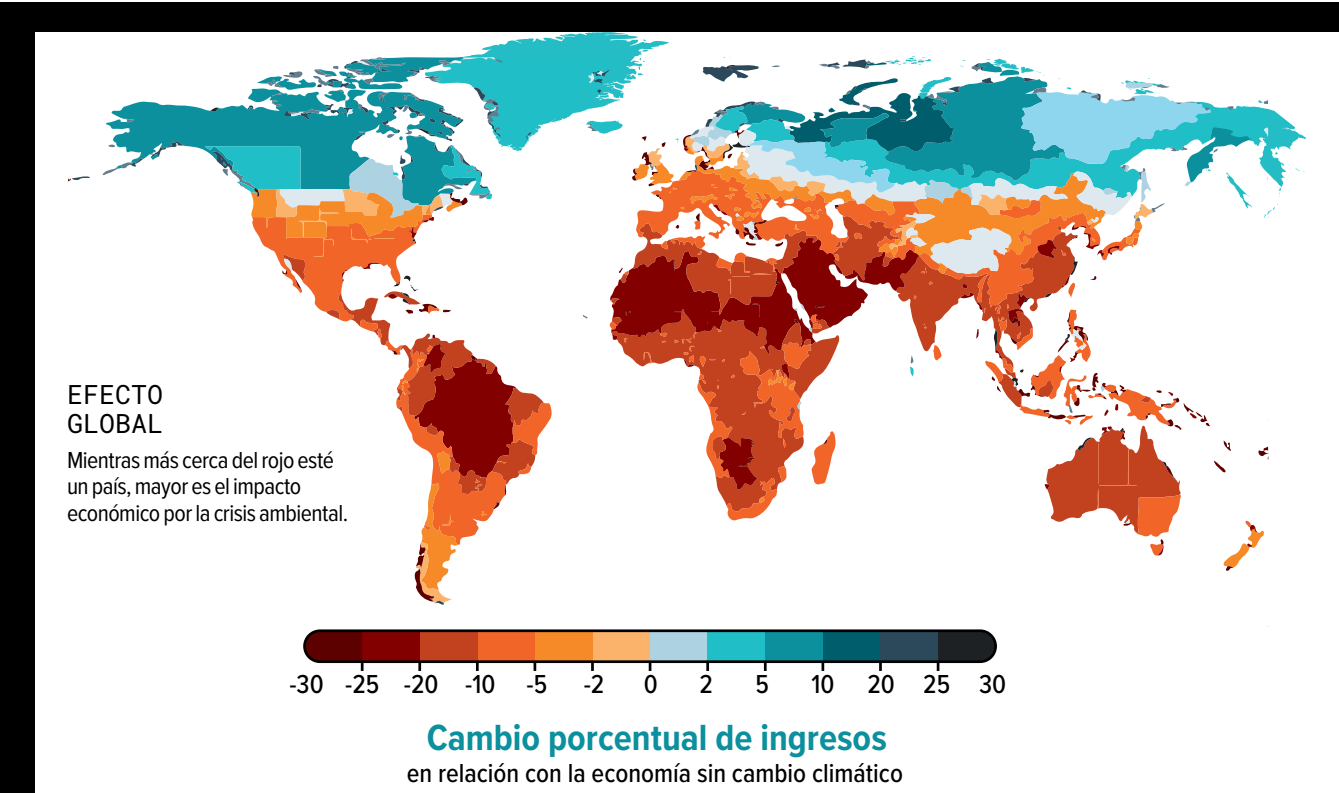 EFECTO
GLOBAL
Mientras más cerca del rojo esté
un país, mayor es el impacto
económico por la crisis ambiental.
-30 -25 -20 -10 -5 -2 0 2 5 10 20 25 30
Cambio porcentual de ingresos
en relación con la economía sin cambio climático